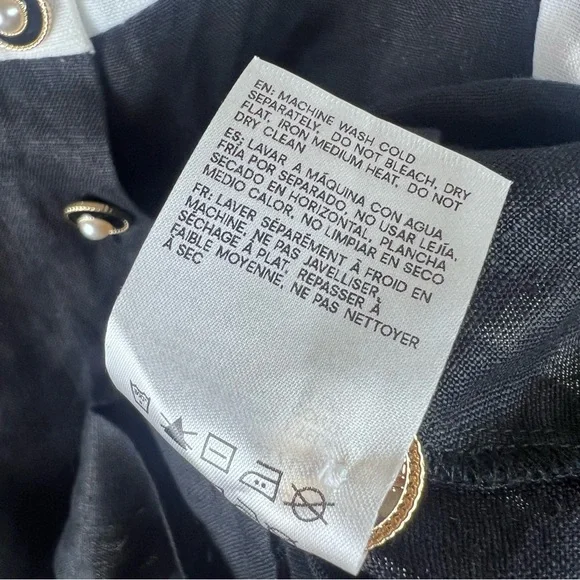 EN: MACHINE WASH COLD
SEPARATELY. DO NOT BLEACH, DRY
FLAT, IRON MEDIUM HEAT, DO NOT
DRY CLEAN
ES: LAVAR A MÁQUINA CON AGUA
FRÍA POR SEPARADO, NO USAR LEJÍA.
SECADO EN HORIZONTAL, PLANCHA
MEDIO CALOR, NO LIMPIAR EN SECO
FR: LAVER SÉPARÉMENT À FROID EN
MACHINE, NE PAS JAVELLISER,
SÉCHAGE À PLAT, REPASSER À
FAIBLE MOYENNE, NE PAS NETTOYER
À SEC